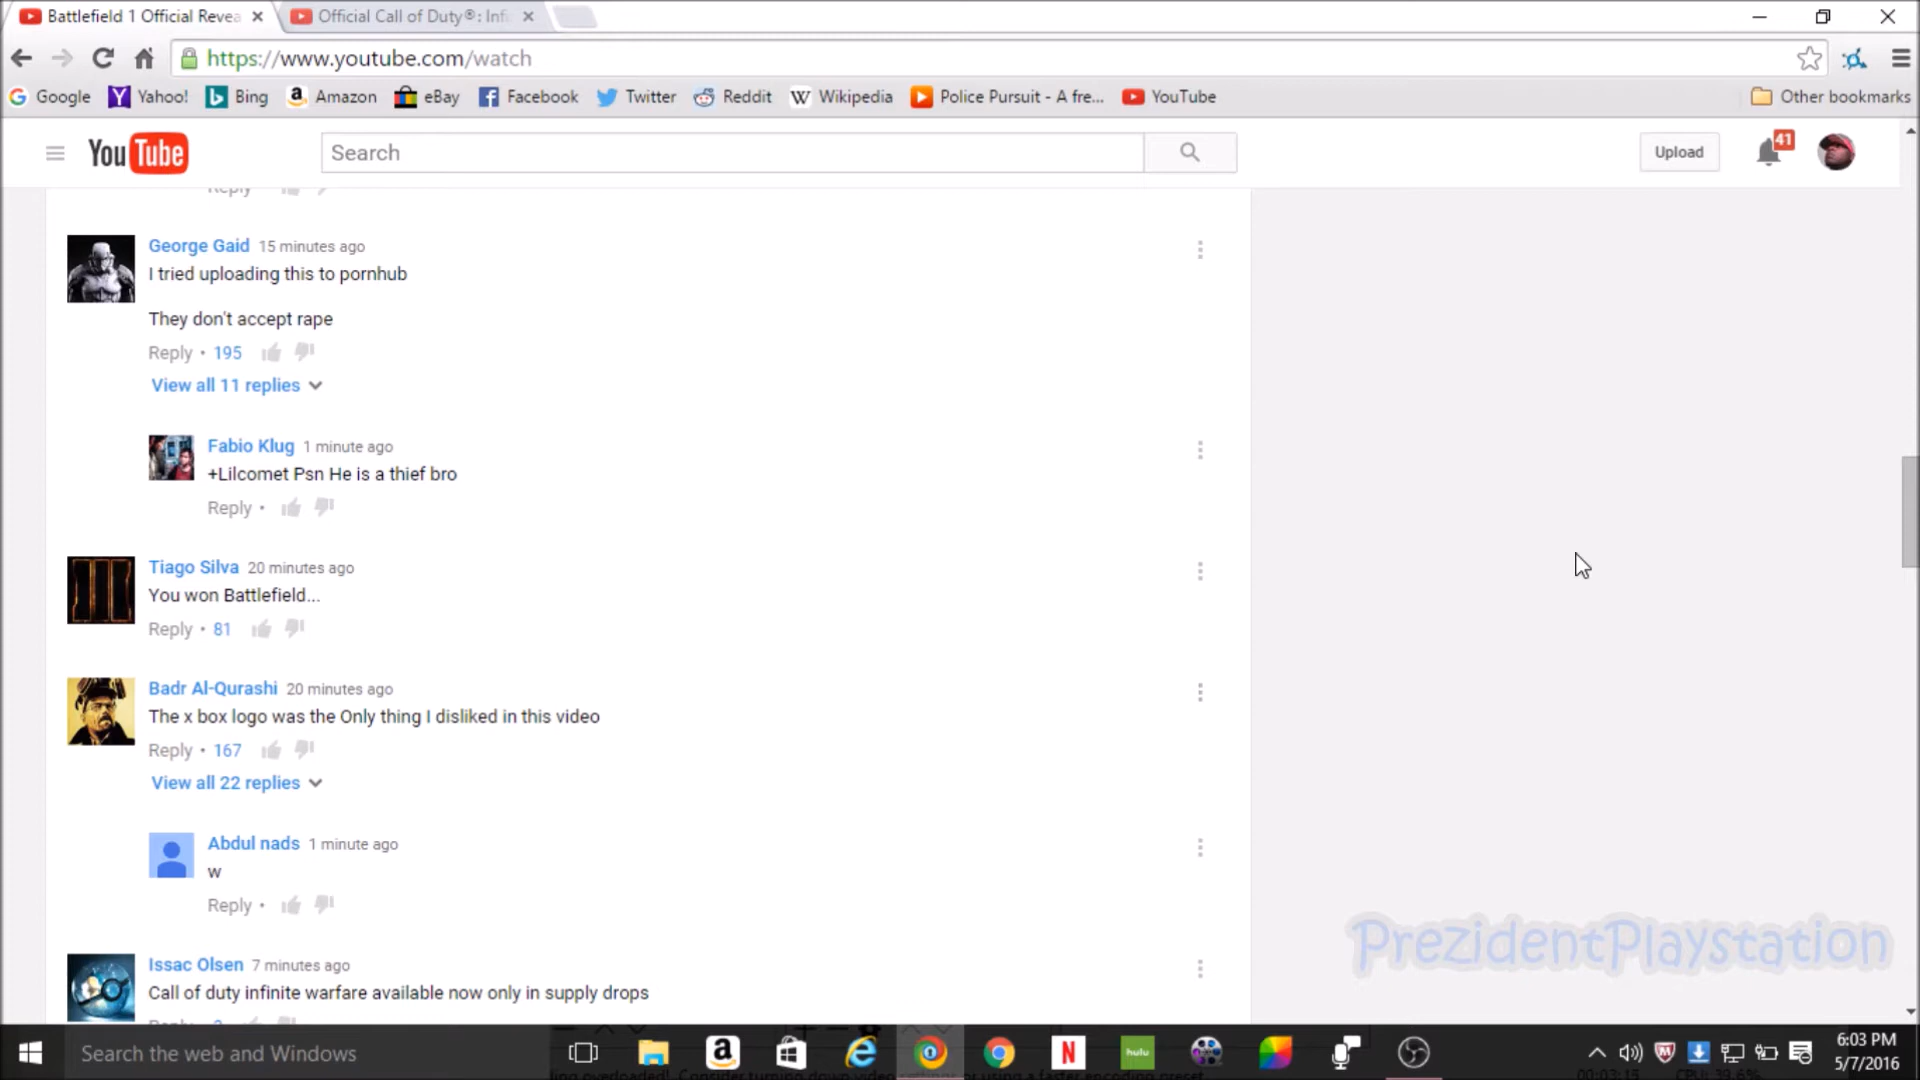 Battlefield 1 Official Revea
Official Call of Duty®: Infi
https://www.youtube.com/watch
Google Yahoo! Bing Amazon eBay Facebook Twitter Reddit Wikipedia Police Pursuit - A fre... YouTube Other bookmarks
YouTube Search Upload 41
Reply
George Gaid 15 minutes ago
I tried uploading this to pornhub
They don't accept rape
Reply • 195
View all 11 replies
Fabio Klug 1 minute ago
+Lilcomet Psn He is a thief bro
Reply •
Tiago Silva 20 minutes ago
You won Battlefield...
Reply • 81
Badr Al-Qurashi 20 minutes ago
The x box logo was the Only thing I disliked in this video
Reply • 167
View all 22 replies
Abdul nads 1 minute ago
w
Reply •
PrezidentPlaystation
Issac Olsen 7 minutes ago
Call of duty infinite warfare available now only in supply drops
Search the web and Windows
hulu
6:03 PM
5/7/2016